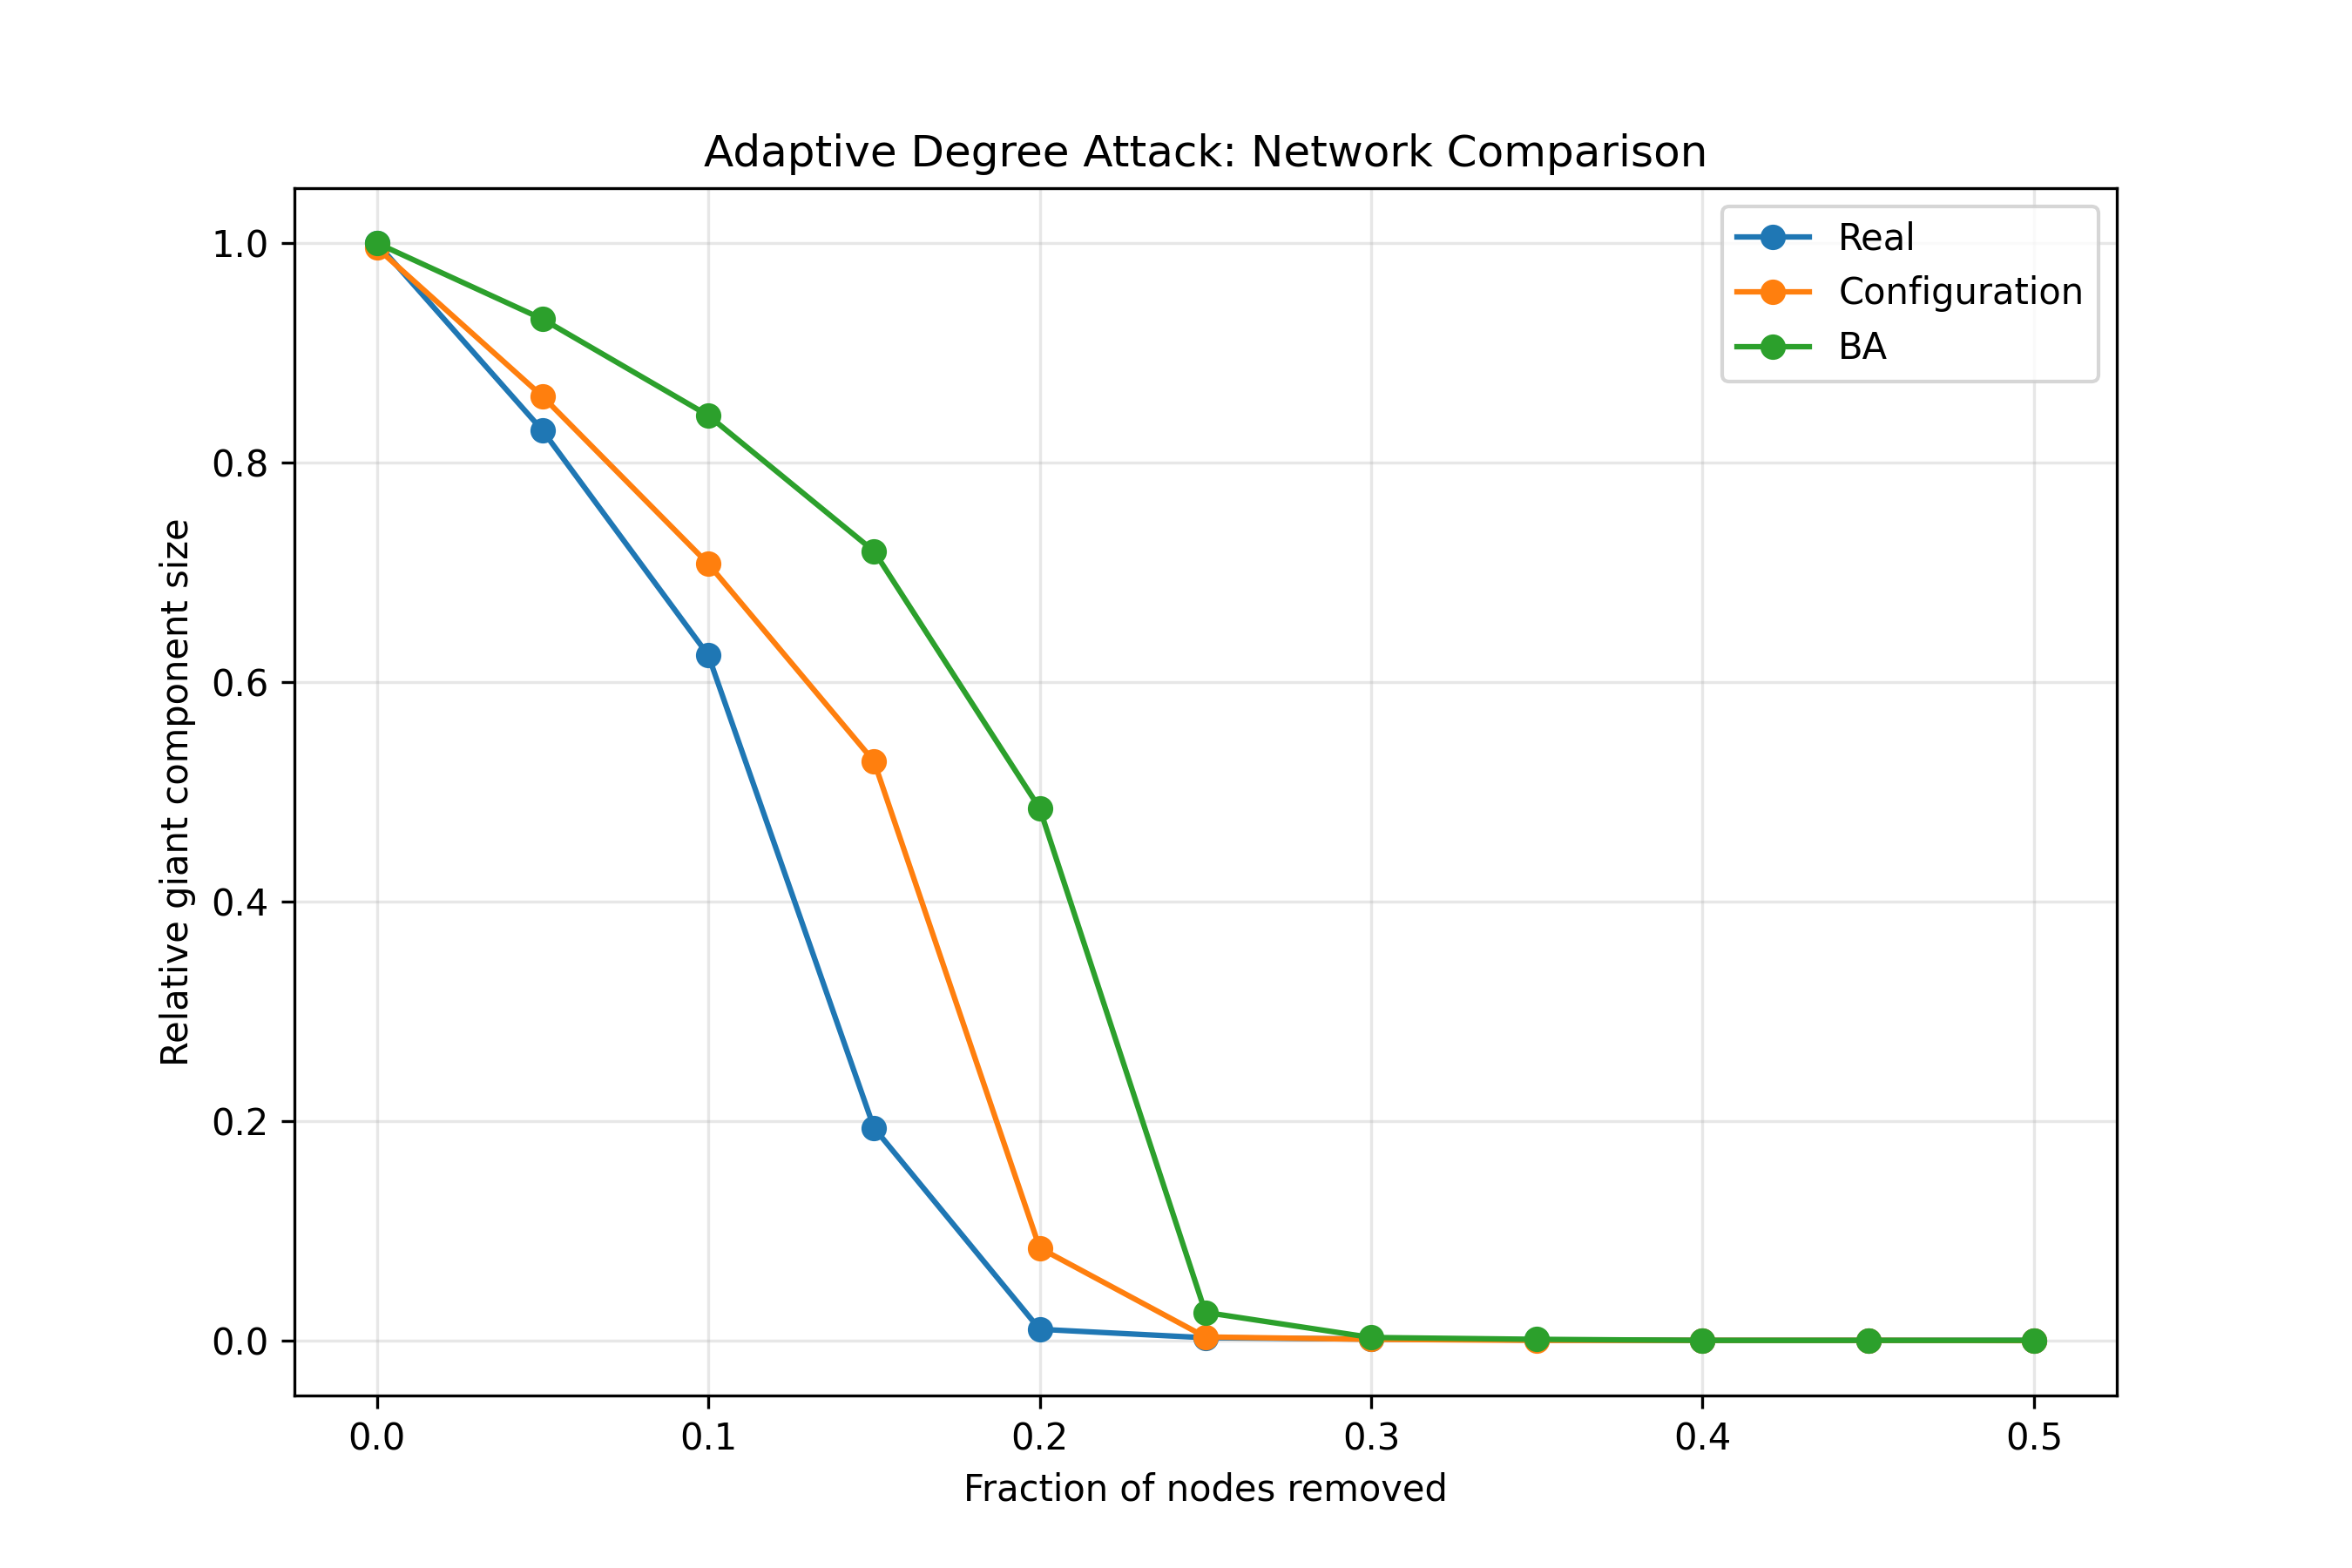 Adaptive Degree Attack: Network Comparison
Real
Configuration
BA
Relative giant component size
1.0
0.8
0.6
0.4
0.2
0.0
0.0 0.1 0.2 0.3 0.4 0.5
Fraction of nodes removed